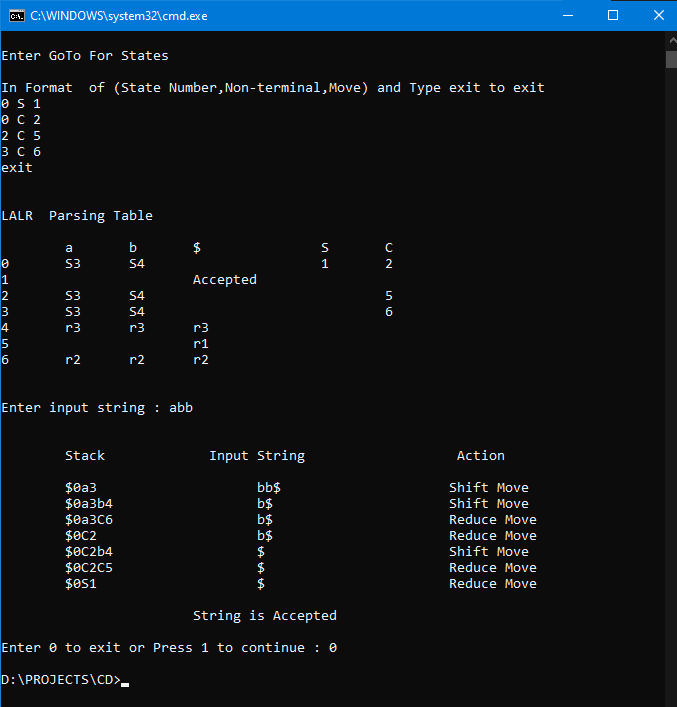 C:\WINDOWS\system32\cmd.exe
Enter GoTo For States
In Format  of (State Number,Non-terminal,Move) and Type exit to exit
0 S 1
0 C 2
2 C 5
3 C 6
exit
LALR  Parsing Table
        a       b       $               S       C
0       S3      S4                      1       2
1                       Accepted
2       S3      S4                              5
3       S3      S4                              6
4       r3      r3      r3
5                       r1
6       r2      r2      r2
Enter input string : abb
        Stack             Input String                   Action
        $0a3                    bb$                     Shift Move
        $0a3b4                  b$                      Shift Move
        $0a3C6                  b$                      Reduce Move
        $0C2                    b$                      Reduce Move
        $0C2b4                  $                       Shift Move
        $0C2C5                  $                       Reduce Move
        $0S1                    $                       Reduce Move
                        String is Accepted
Enter 0 to exit or Press 1 to continue : 0
D:\PROJECTS\CD>